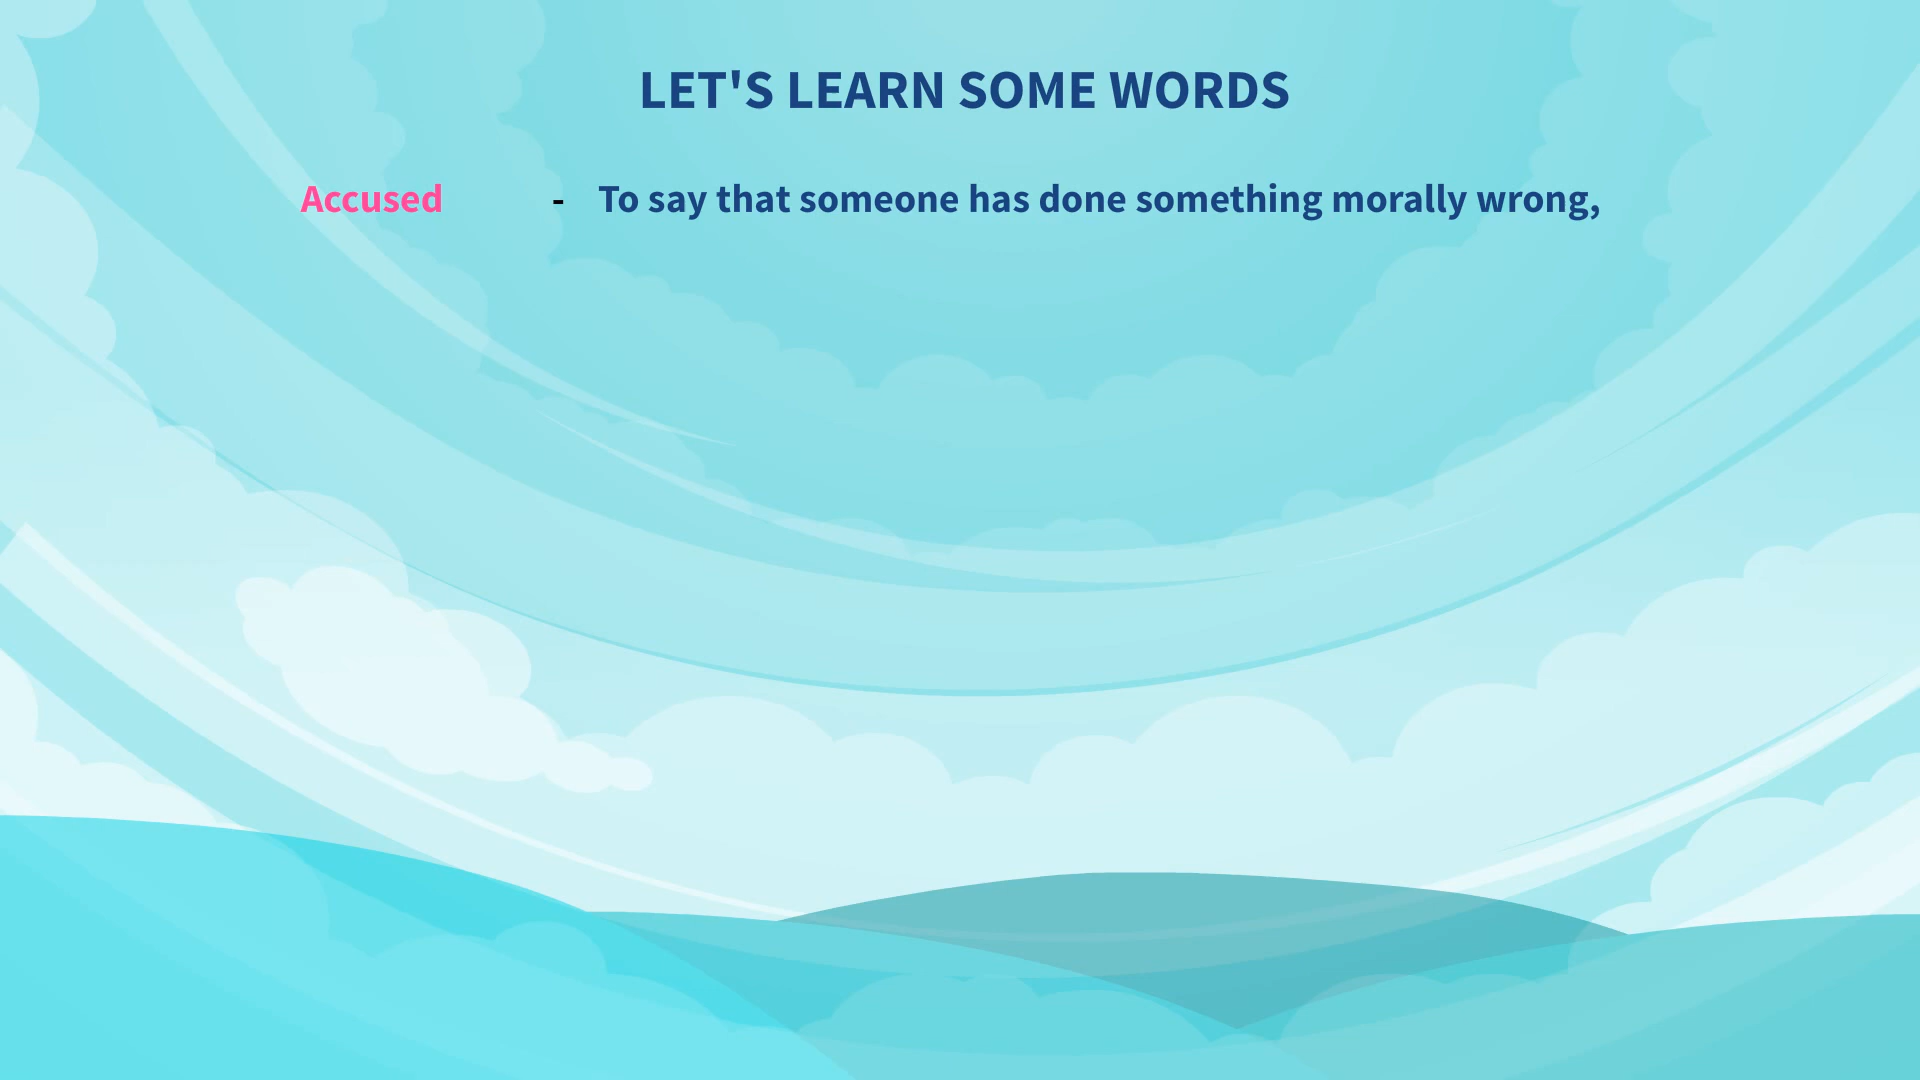 LET'S LEARN SOME WORDS
Accused - To say that someone has done something morally wrong,